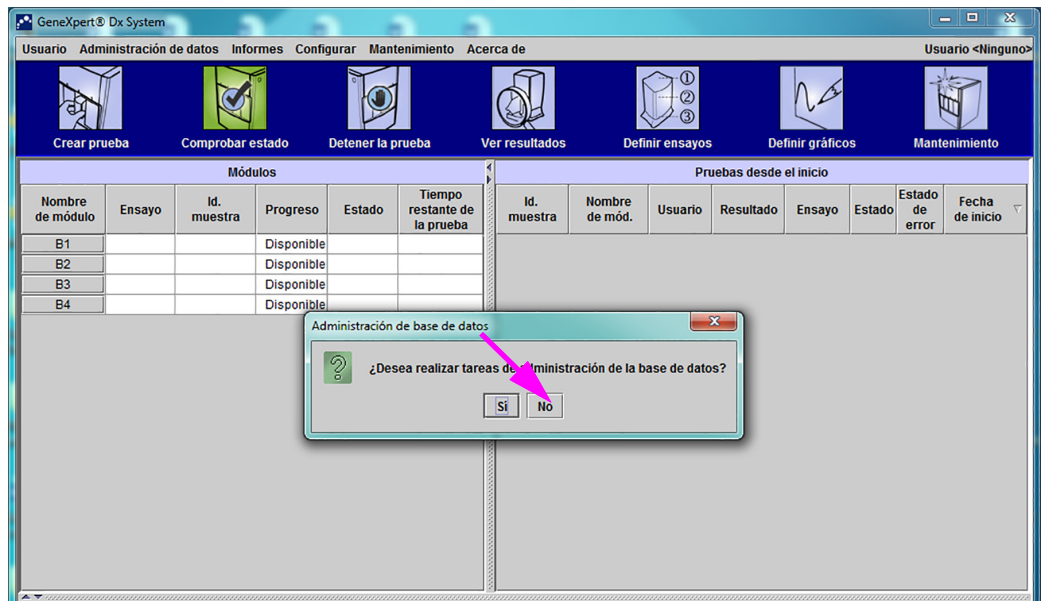 GeneXpert® Dx System
Usuario Administración de datos Informes Configurar Mantenimiento Acerca de Usuario <Ninguno>
Crear prueba Comprobar estado Detener la prueba Ver resultados Definir ensayos Definir gráficos Mantenimiento
Módulos
Nombre de módulo Ensayo Id. muestra Progreso Estado Tiempo restante de la prueba
B1 Disponible
B2 Disponible
B3 Disponible
B4 Disponible
Pruebas desde el inicio
Id. muestra Nombre de mód. Usuario Resultado Ensayo Estado Estado de error Fecha de inicio
Administración de base de datos
¿Desea realizar tareas de administración de la base de datos?
Sí No